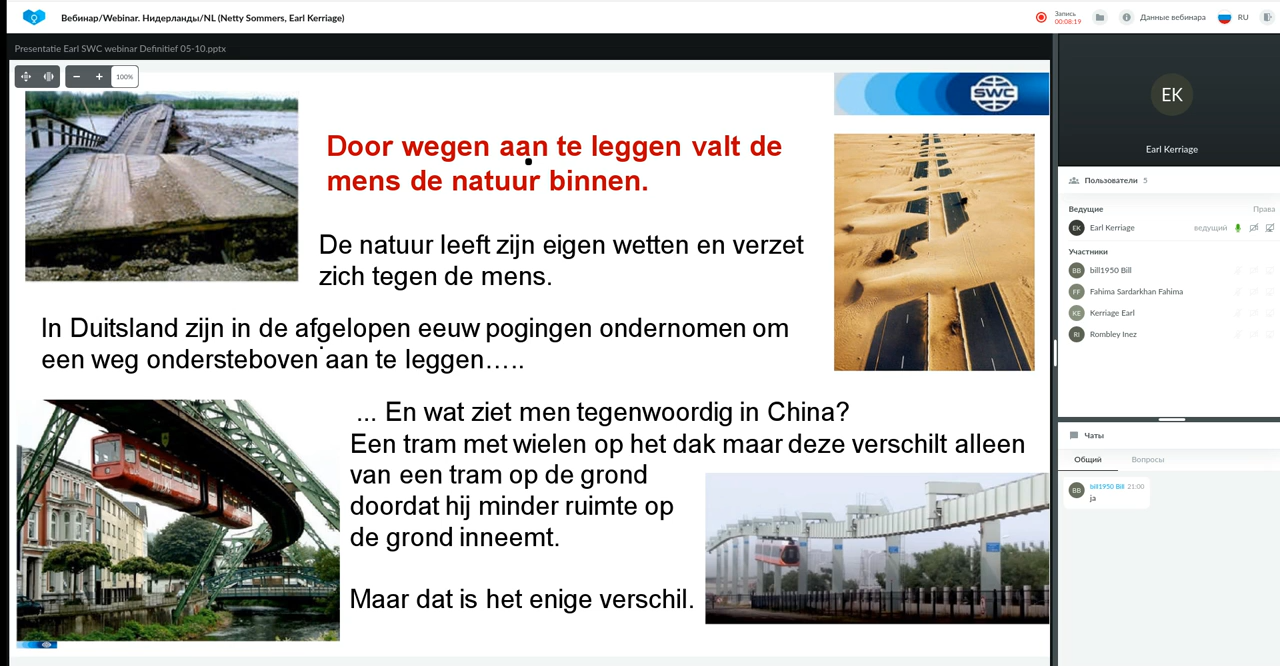 Вебинар/Webinar. Нидерланды/NL (Netty Sommers, Earl Kerriage)
Запись
00:08:19
Данные вебинара
RU
Presentatie Earl SWC webinar Definitief 05-10.pptx
100%
SWC
Door wegen aan te leggen valt de
mens de natuur binnen.
De natuur leeft zijn eigen wetten en verzet
zich tegen de mens.
In Duitsland zijn in de afgelopen eeuw pogingen ondernomen om
een weg ondersteboven aan te leggen…..
... En wat ziet men tegenwoordig in China?
Een tram met wielen op het dak maar deze verschilt alleen
van een tram op de grond
doordat hij minder ruimte op
de grond inneemt.
Maar dat is het enige verschil.
EK
Earl Kerriage
Пользователи 5
Ведущие Права
EK Earl Kerriage ведущий
Участники
BB bill1950 Bill
FF Fahima Sardarkhan Fahima
KE Kerriage Earl
RI Rombley Inez
Чаты
Общий Вопросы
BB bill1950 Bill 21:00
ja